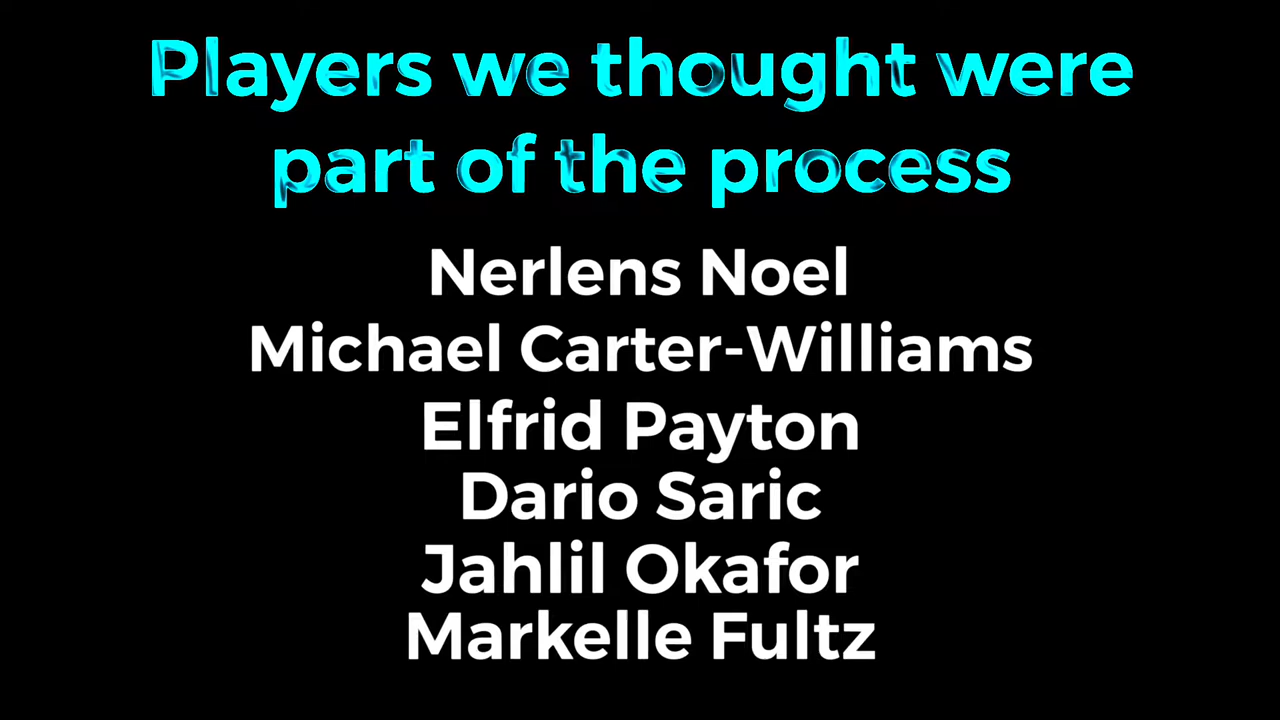 Players we thought were
part of the process
Nerlens Noel
Michael Carter-Williams
Elfrid Payton
Dario Saric
Jahlil Okafor
Markelle Fultz